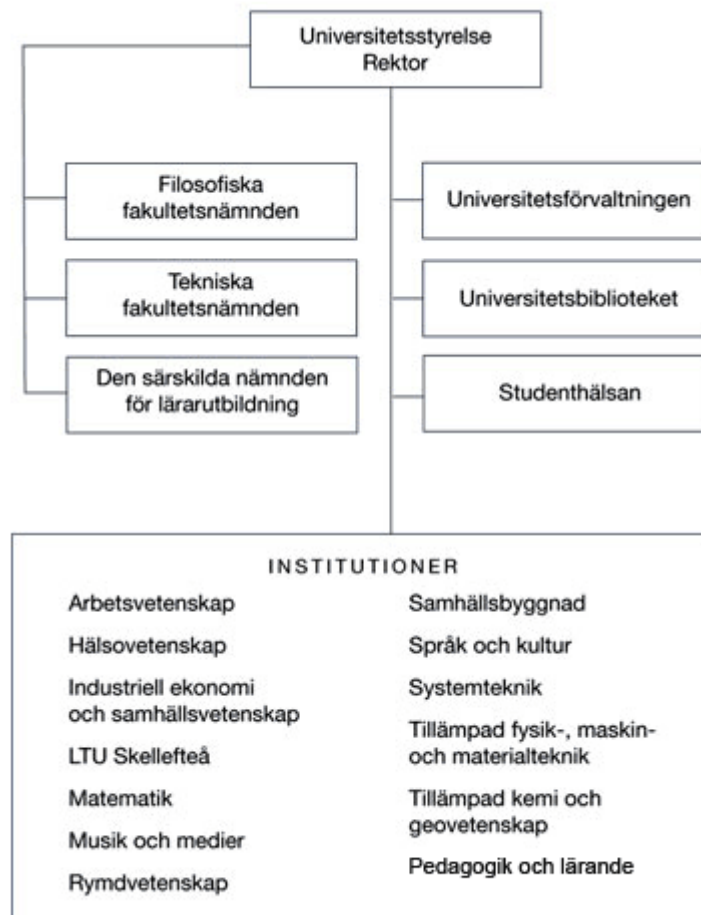 Universitetsstyrelse
Rektor
Filosofiska
fakultetsnämnden
Tekniska
fakultetsnämnden
Den särskilda nämnden
för lärarutbildning
Universitetsförvaltningen
Universitetsbiblioteket
Studenthälsan
INSTITUTIONER
Arbetsvetenskap
Hälsovetenskap
Industriell ekonomi
och samhällsvetenskap
LTU Skellefteå
Matematik
Musik och medier
Rymdvetenskap
Samhällsbyggnad
Språk och kultur
Systemteknik
Tillämpad fysik-, maskin-
och materialteknik
Tillämpad kemi och
geovetenskap
Pedagogik och lärande